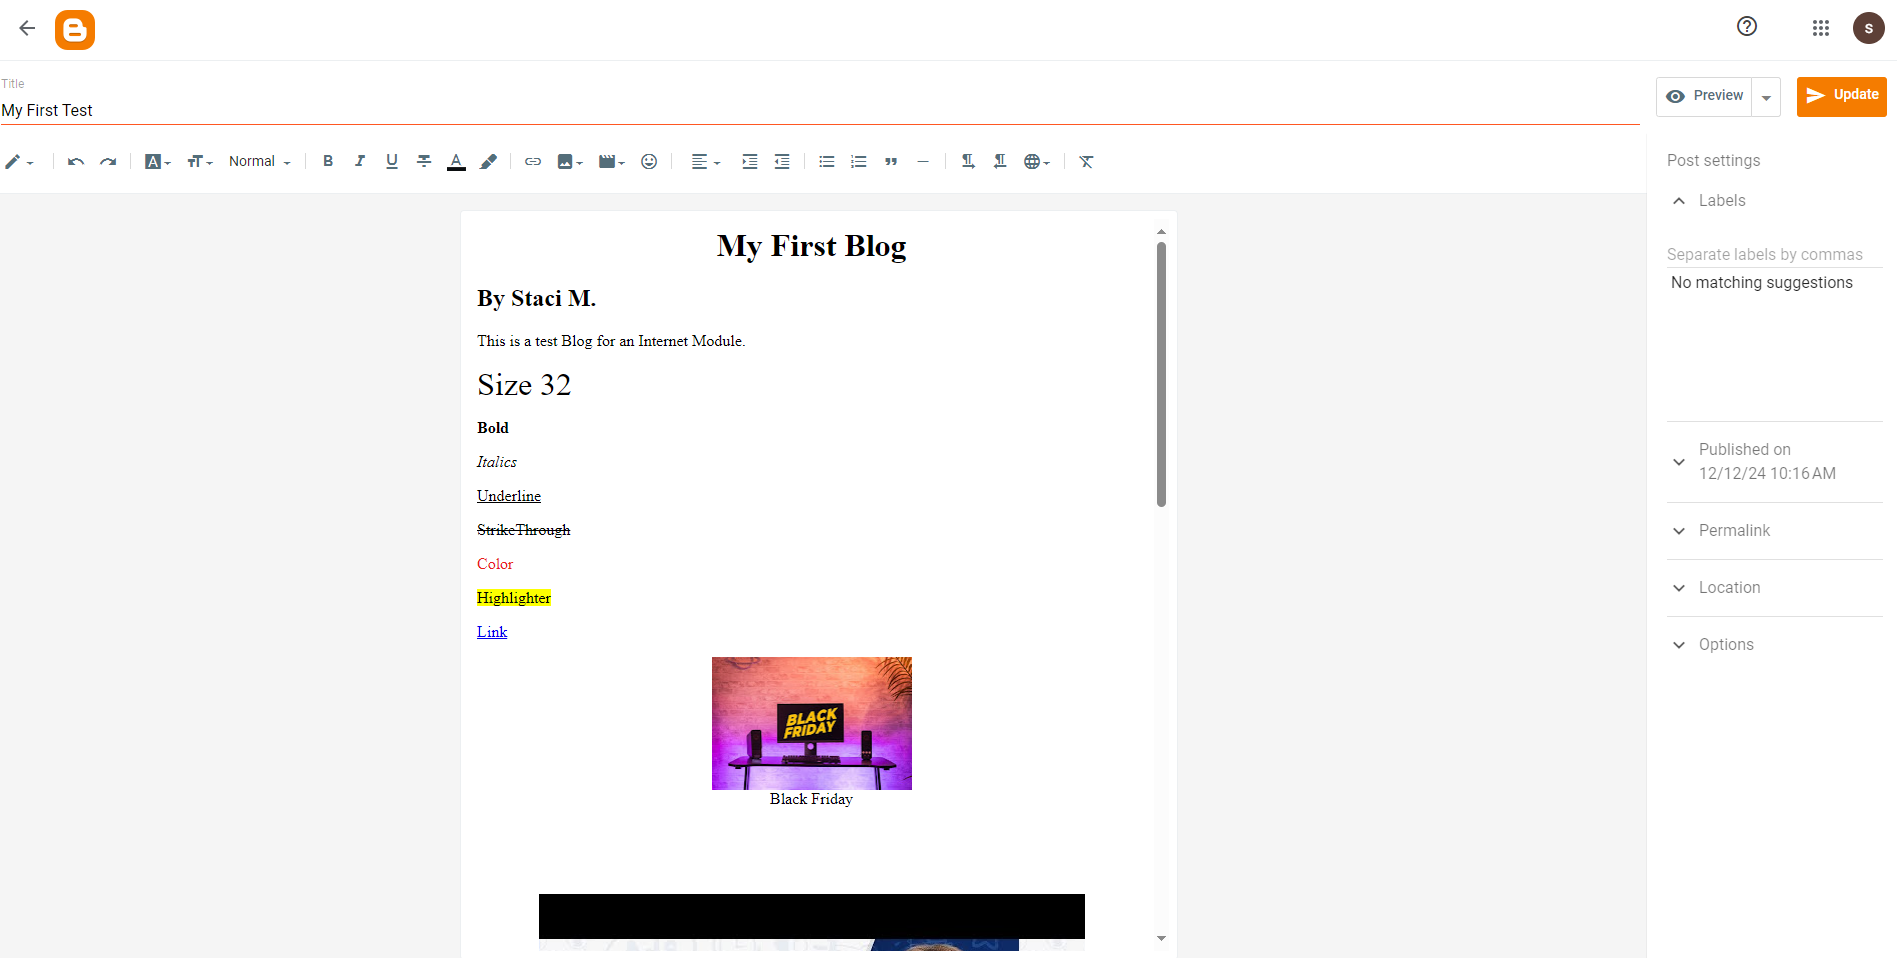 S
Title
My First Test
Preview
Update
A
TT
Normal
B
I
U
A
Post settings
Labels
Separate labels by commas
No matching suggestions
My First Blog
By Staci M.
This is a test Blog for an Internet Module.
Size 32
Bold
Italics
Underline
StrikeThrough
Color
Highlighter
Link
BLACK
FRIDAY
Black Friday
Published on
12/12/24 10:16 AM
Permalink
Location
Options